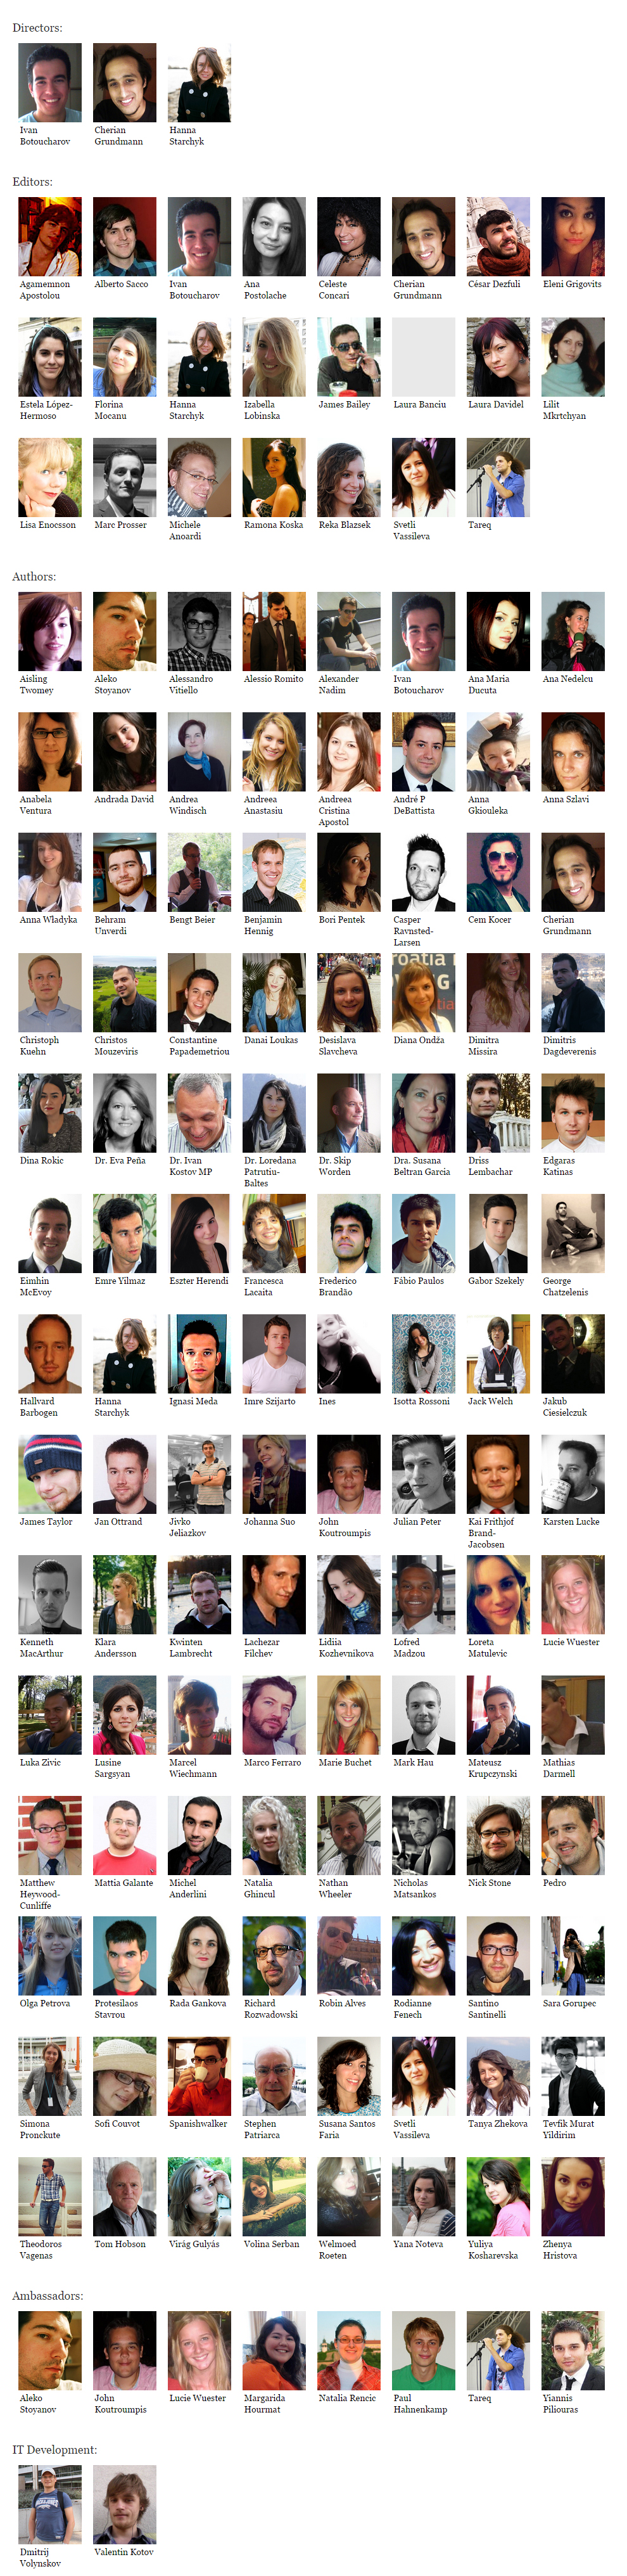 Directors:
Ivan Cherian Hanna
Botoucharov Grundmann Starchyk
Editors:
Agamemnon Alberto Sacco Ivan Ana Celeste Cherian César Dezfuli Eleni Grigovits
Apostolou Botoucharov Postolache Concari Grundmann
Estela López- Florina Hanna Izabella James Bailey Laura Banciu Laura Davidel Lilit
Hermoso Mocanu Starchyk Lobinska Mkrtchyan
Lisa Enocsson Marc Prosser Michele Ramona Koska Reka Blazsek Svetli Tareq
Anoardi Vassileva
Authors:
Aisling Aleko Alessandro Alessio Romito Alexander Ivan Ana Maria Ana Nedelcu
Twomey Stoyanov Vitiello Nadim Botoucharov Ducuta
Anabela Andrada David Andrea Andreea Andreea André P Anna Anna Szlavi
Ventura Windisch Anastasiu Cristina DeBattista Gkiouleka
Apostol
Anna Władyka Behram Bengt Beier Benjamin Bori Pentek Casper Cem Kocer Cherian
Unverdi Hennig Ravnsted- Grundmann
Larsen
Christoph Christos Constantine Danai Loukas Desislava Diana Ondža Dimitra Dimitris
Kuehn Mouzeviris Papademetriou Slavcheva Missira Dagdeverenis
Dina Rokic Dr. Eva Peña Dr. Ivan Dr. Loredana Dr. Skip Dra. Susana Driss Edgaras
Kostov MP Patrutiu- Worden Beltran Garcia Lembachar Katinas
Baltes
Eimhin Emre Yilmaz Eszter Herendi Francesca Frederico Fábio Paulos Gabor Szekely George
McEvoy Lacaita Brandão Chatzelenis
Hallvard Hanna Ignasi Meda Imre Szijarto Ines Isotta Rossoni Jack Welch Jakub
Barbogen Starchyk Ciesielczuk
James Taylor Jan Ottrand Jivko Johanna Suo John Julian Peter Kai Frithjof Karsten Lucke
Jeliazkov Koutroumpis Brand-
Jacobsen
Kenneth Klara Kwinten Lachezar Lidiia Lofred Loreta Lucie Wuester
MacArthur Andersson Lambrecht Filchev Kozhevnikova Madzou Matulevic
Luka Zivic Lusine Marcel Marco Ferraro Marie Buchet Mark Hau Mateusz Mathias
Sargsyan Wiechmann Krupczynski Darmell
Matthew Mattia Galante Michel Natalia Nathan Nicholas Nick Stone Pedro
Heywood- Anderlini Ghincul Wheeler Matsankos
Cunliffe
Olga Petrova Protesilaos Rada Gankova Richard Robin Alves Rodianne Santino Sara Gorupec
Stavrou Rozwadowski Fenech Santinelli
Simona Sofi Couvot Spanishwalker Stephen Susana Santos Svetli Tanya Zhekova Tevfik Murat
Pronckute Patriarca Faria Vassileva Yildirim
Theodoros Tom Hobson Virág Gulyás Volina Serban Welmoed Yana Noteva Yuliya Zhenya
Vagenas Roeten Kosharevska Hristova
Ambassadors:
Aleko John Lucie Wuester Margarida Natalia Rencic Paul Tareq Yiannis
Stoyanov Koutroumpis Hourmat Hahnenkamp Piliouras
IT Development:
Dmitrij Valentin Kotov
Volynskov